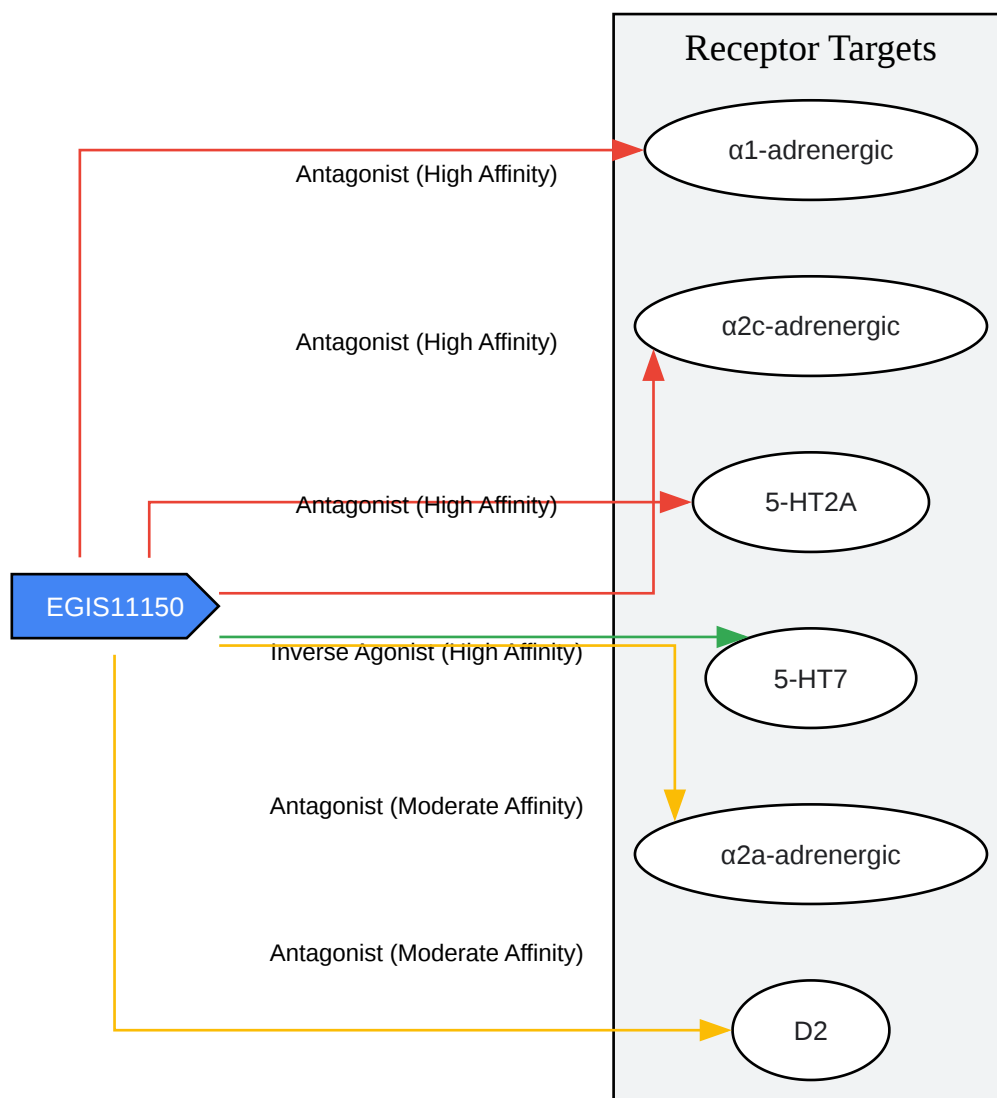 Receptor Targets
α1-adrenergic
Antagonist (High Affinity)
α2c-adrenergic
Antagonist (High Affinity)
5-HT2A
Antagonist (High Affinity)
EGIS11150
Inverse Agonist (High Affinity)
5-HT7
Antagonist (Moderate Affinity)
α2a-adrenergic
Antagonist (Moderate Affinity)
D2